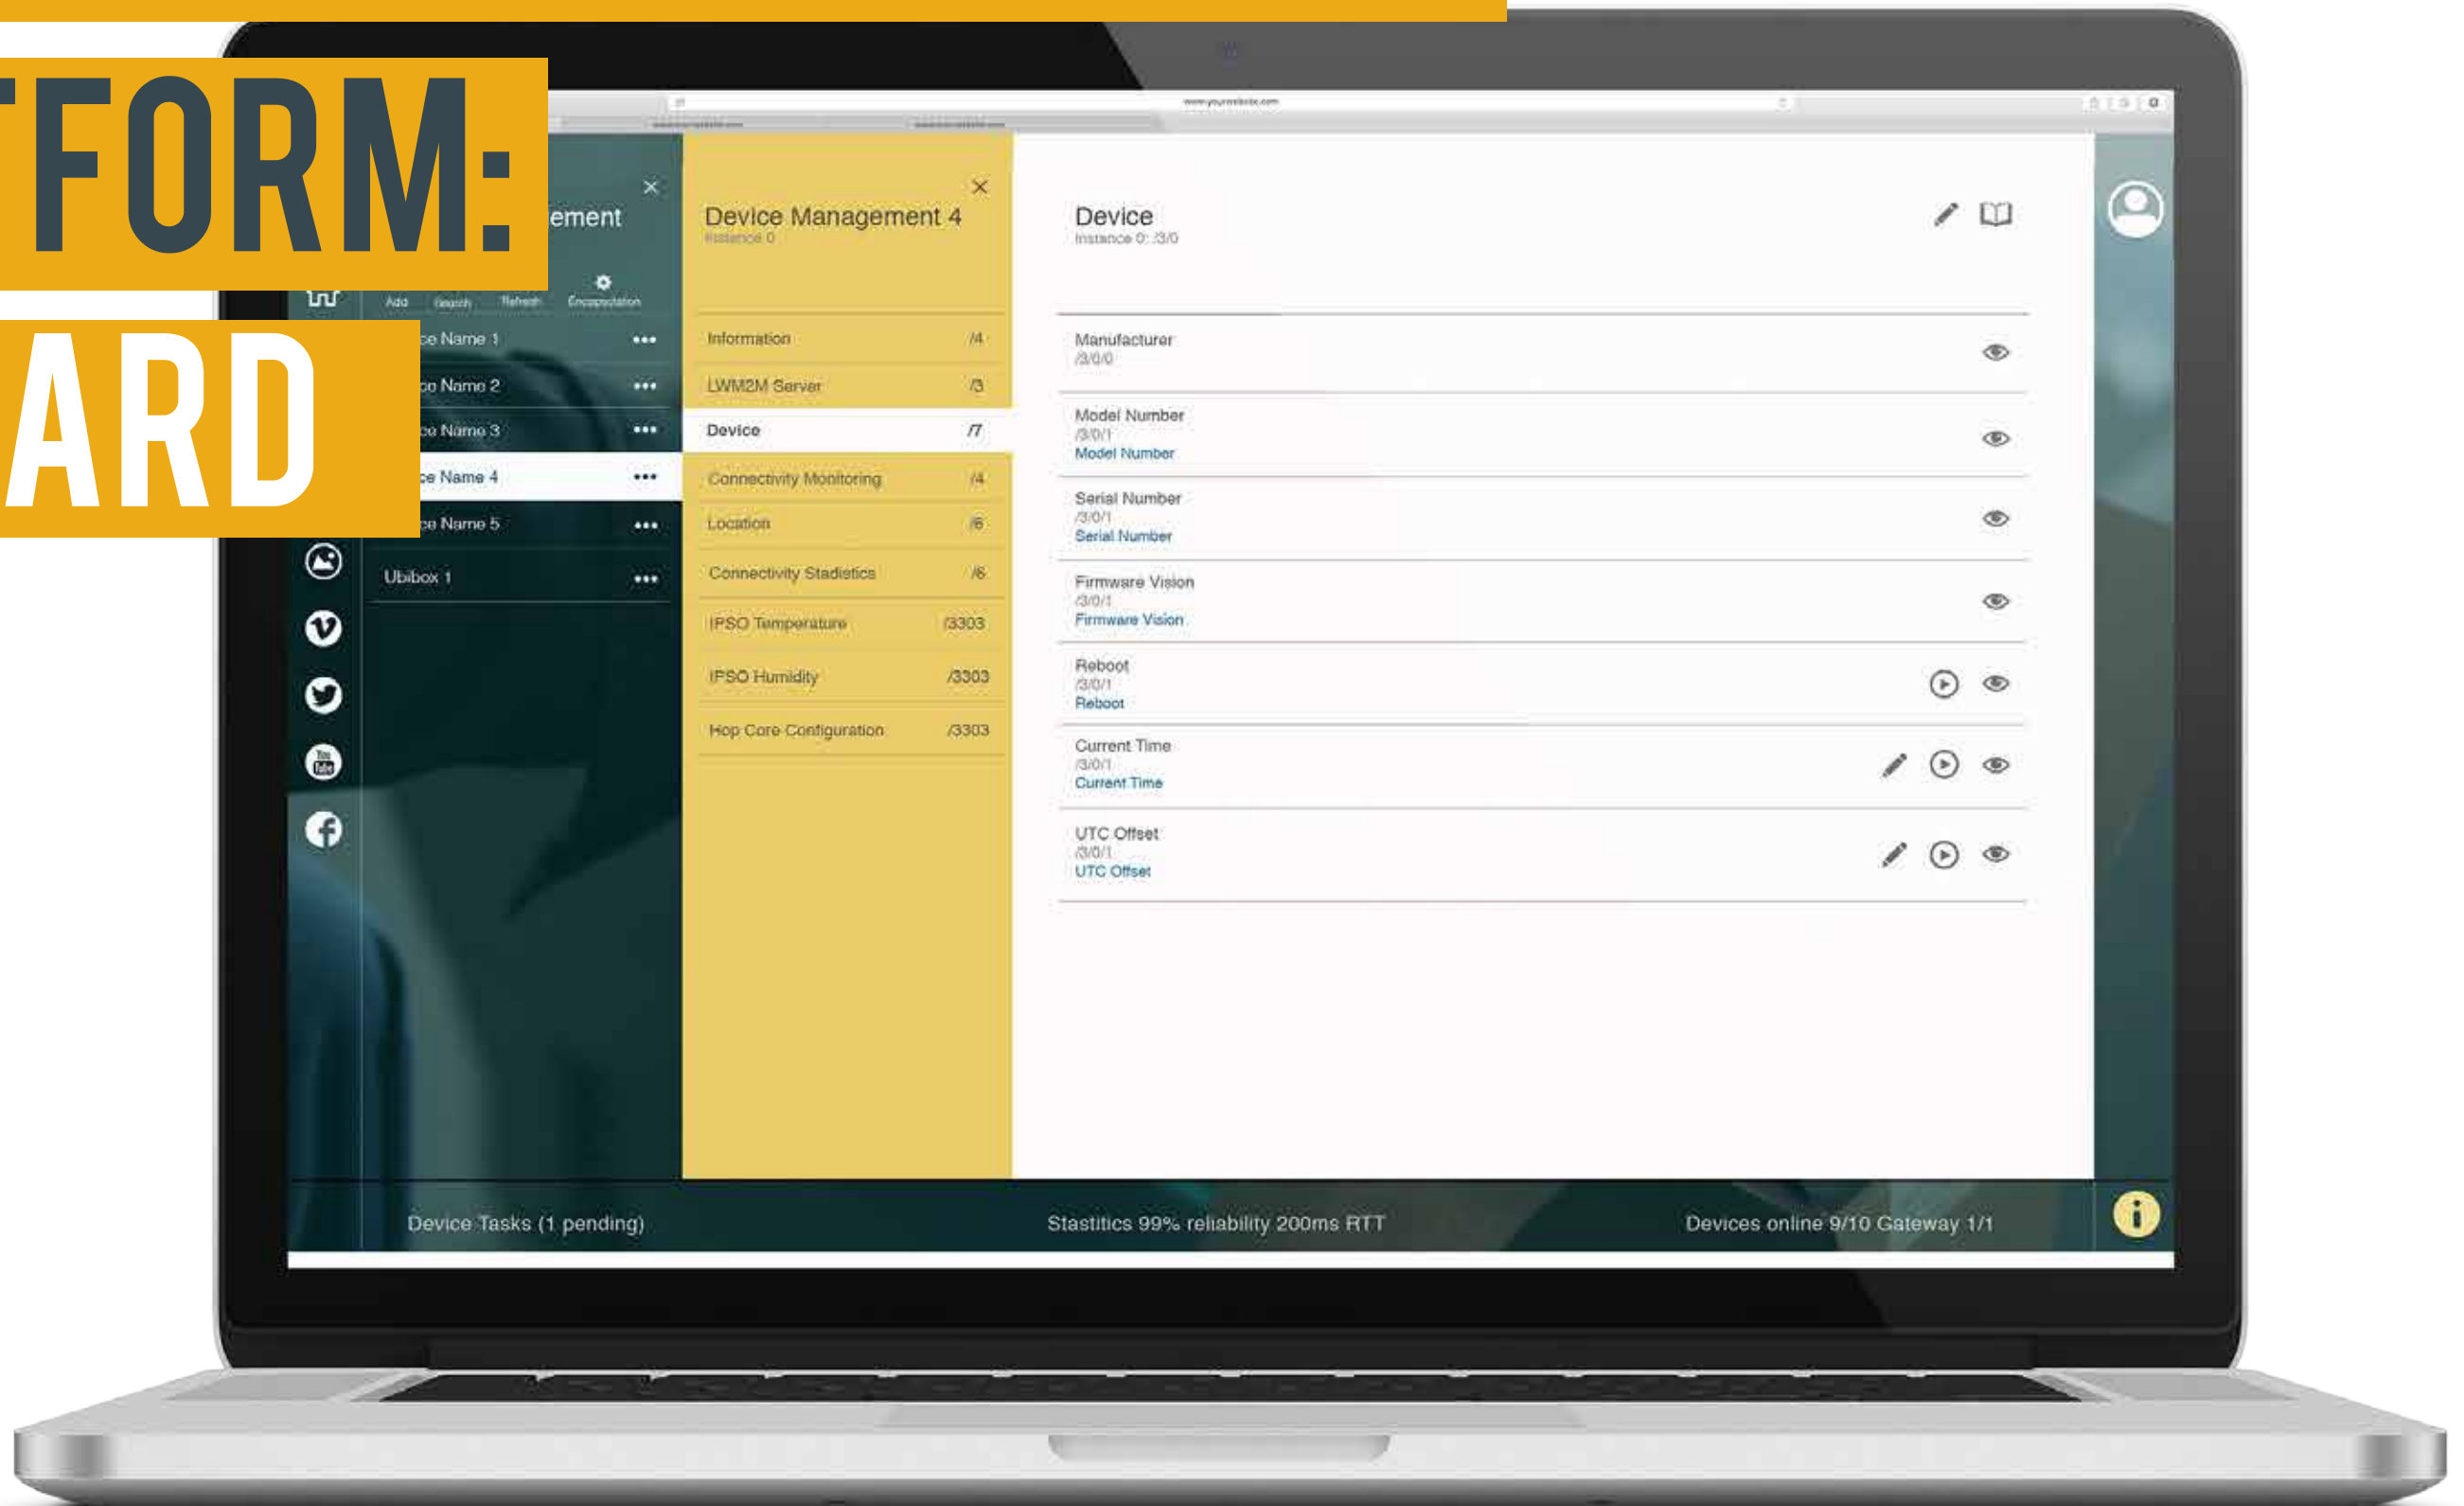 TFORM:
ARD
www.yourwebsite.com
ement
Add Search Refresh Encapsulation
ce Name 1
ce Name 2
ce Name 3
ce Name 4
ce Name 5
Ubibox 1
You
Tube
Device Management 4
Instance 0
Information /4
LWM2M Server /3
Device /7
Connectivity Monitoring /4
Location /6
Connectivity Stadistics /6
IPSO Temperature /3303
IPSO Humidity /3303
Hop Core Configuration /3303
Device
Instance 0: /3/0
Manufacturer
/3/0/0
Model Number
/3/0/1
Model Number
Serial Number
/3/0/1
Serial Number
Firmware Vision
/3/0/1
Firmware Vision
Reboot
/3/0/1
Reboot
Current Time
/3/0/1
Current Time
UTC Offset
/3/0/1
UTC Offset
Device Tasks (1 pending)
Stastitics 99% reliability 200ms RTT
Devices online 9/10 Gateway 1/1